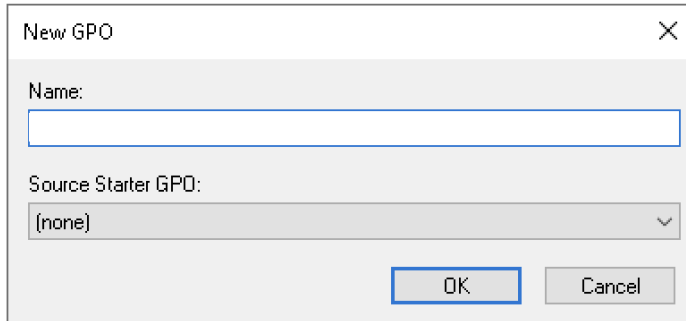 New GPO
Name:
Source Starter GPO:
(none)
OK Cancel